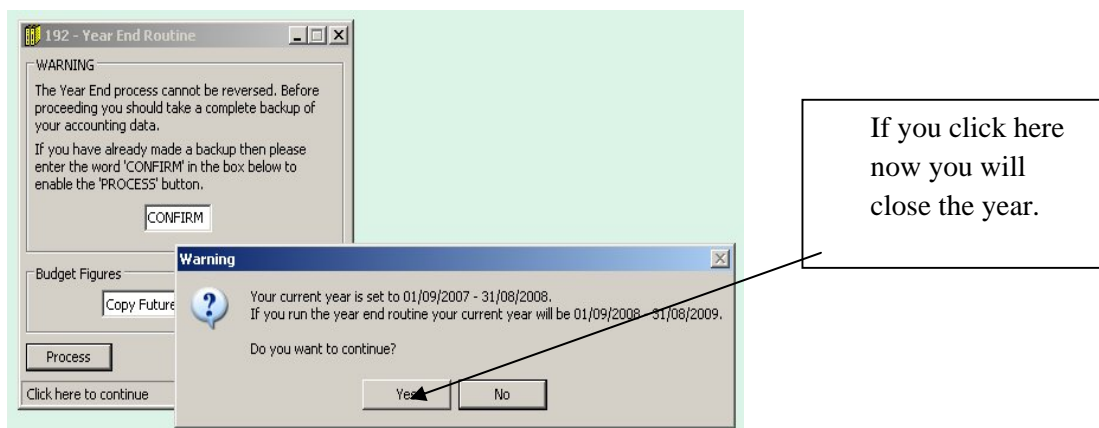 192 - Year End Routine
WARNING
The Year End process cannot be reversed. Before
proceeding you should take a complete backup of
your accounting data.
If you have already made a backup then please
enter the word 'CONFIRM' in the box below to
enable the 'PROCESS' button.
CONFIRM
Budget Figures
Copy Future
Process
Click here to continue
Warning
Your current year is set to 01/09/2007 - 31/08/2008.
If you run the year end routine your current year will be 01/09/2008 - 31/08/2009.
Do you want to continue?
Yes
No
If you click here
now you will
close the year.